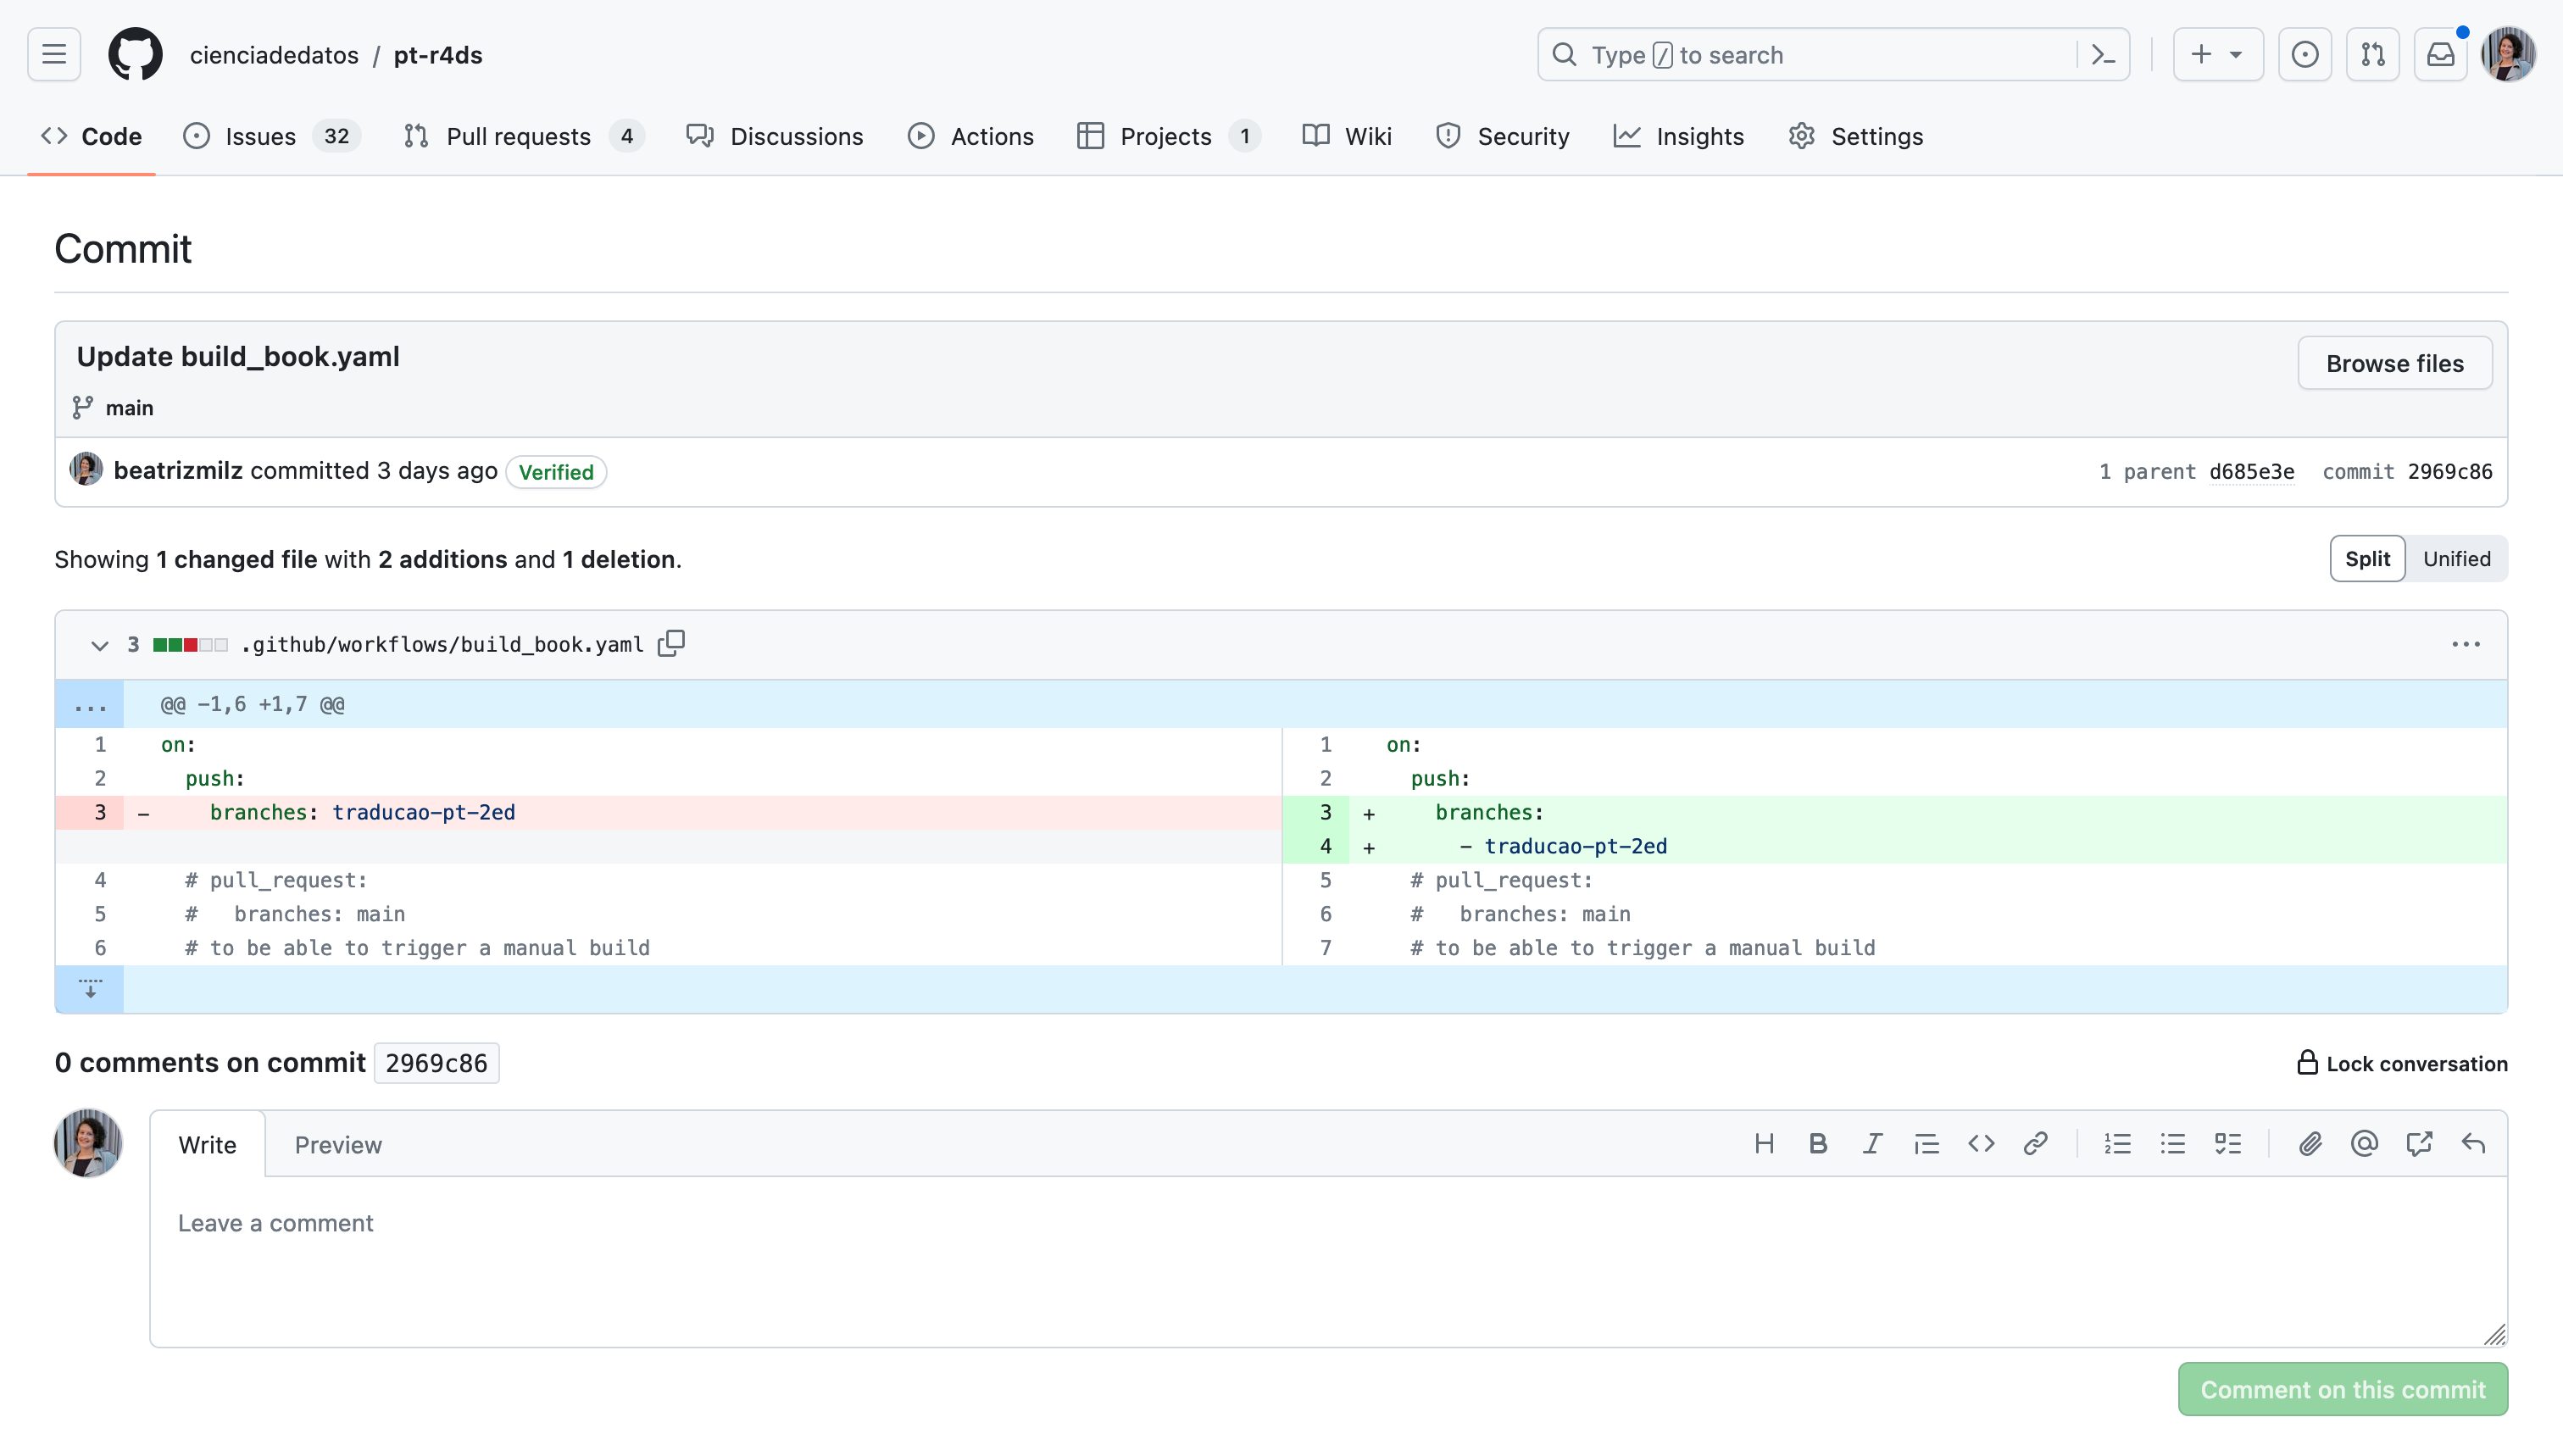 cienciadedatos / pt-r4ds
Type / to search
Code
Issues 32
Pull requests 4
Discussions
Actions
Projects 1
Wiki
Security
Insights
Settings
Commit
Update build_book.yaml
Browse files
main
beatrizmilz committed 3 days ago Verified
1 parent d685e3e commit 2969c86
Showing 1 changed file with 2 additions and 1 deletion.
Split Unified
3 .github/workflows/build_book.yaml
... @@ -1,6 +1,7 @@
1 on:
2 push:
3 - branches: traducao-pt-2ed
4 # pull_request:
5 # branches: main
6 # to be able to trigger a manual build
1 on:
2 push:
3 + branches:
4 + - traducao-pt-2ed
5 # pull_request:
6 # branches: main
7 # to be able to trigger a manual build
0 comments on commit 2969c86
Lock conversation
Write Preview
Leave a comment
Comment on this commit